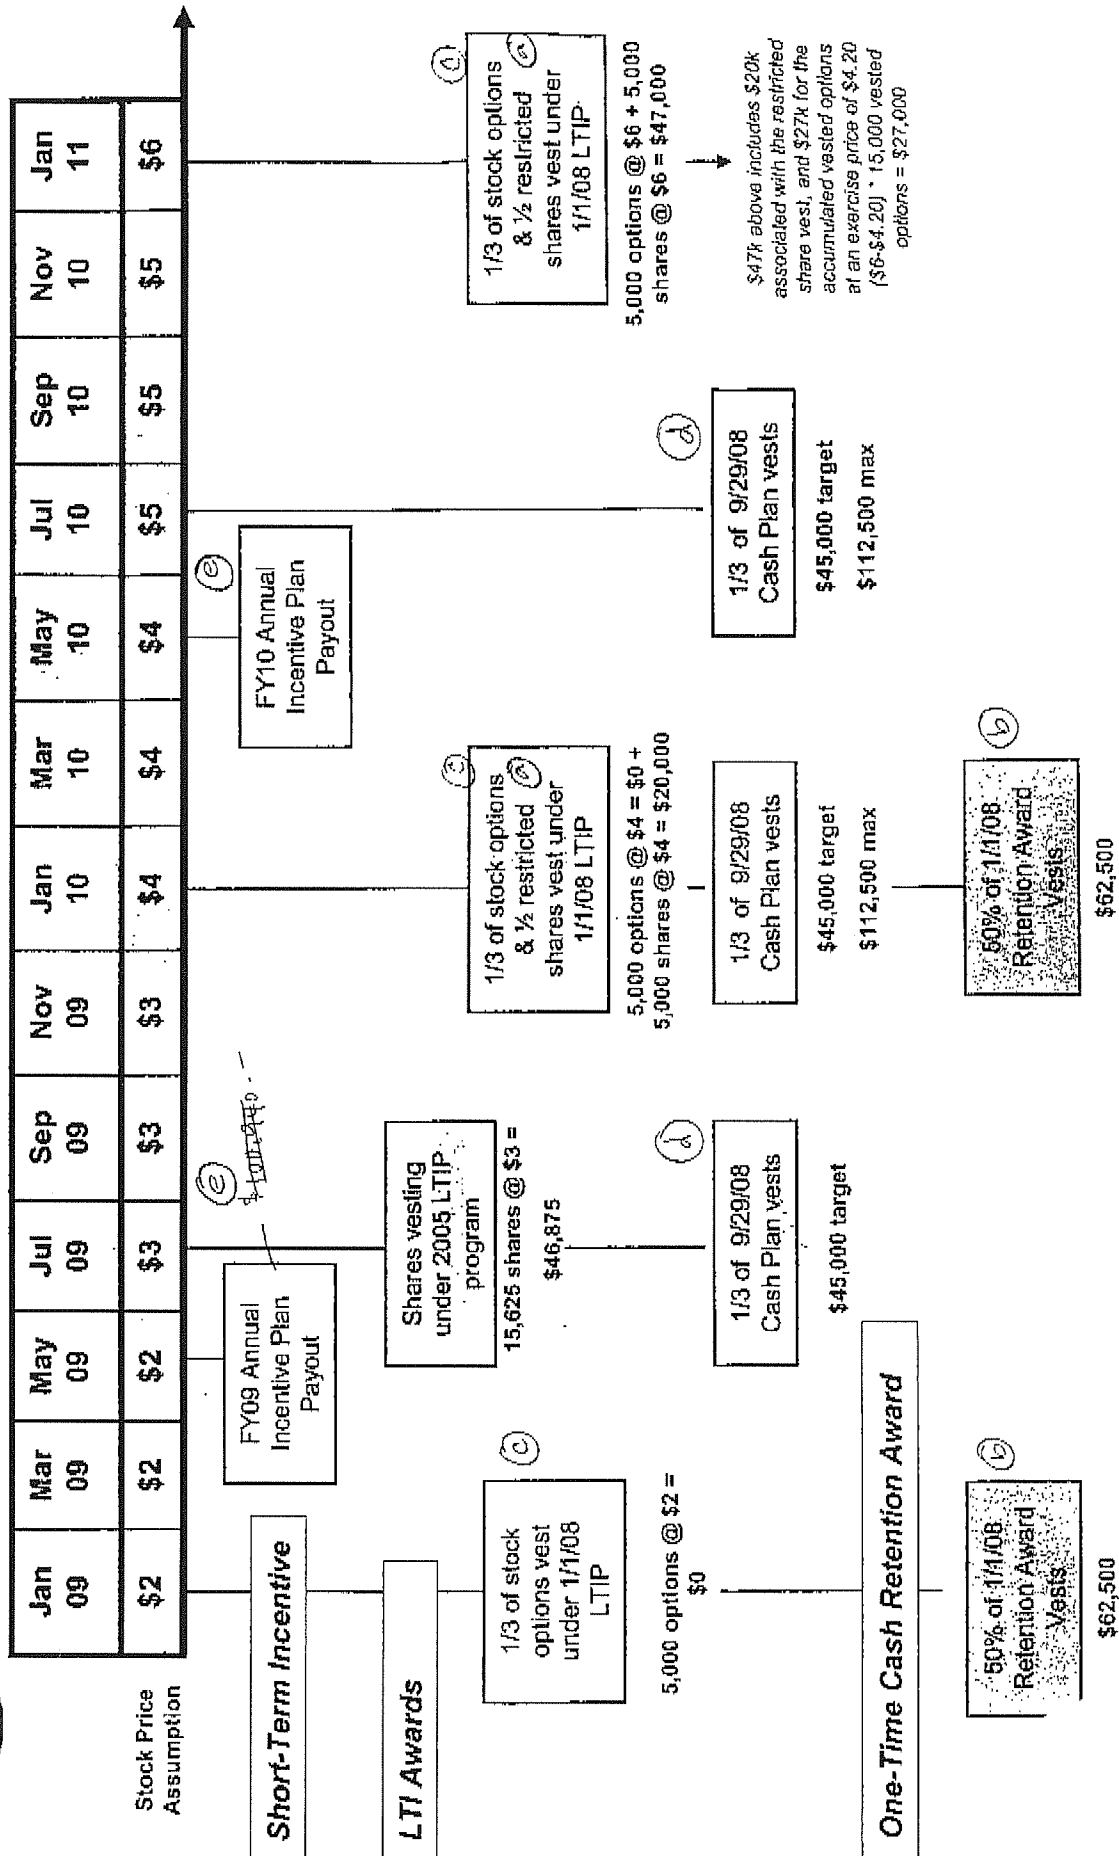 Jan 09
Mar 09
May 09
Jul 09
Sep 09
Nov 09
Jan 10
Mar 10
May 10
Jul 10
Sep 10
Nov 10
Jan 11
Stock Price
Assumption
$2
$2
$2
$3
$3
$3
$4
$4
$4
$5
$5
$5
$6
Short-Term Incentive
FY09 Annual
Incentive Plan
Payout
e
FY10 Annual
Incentive Plan
Payout
e
LTI Awards
1/3 of stock
options vest
under 1/1/08
LTIP
c
5,000 options @ $2 =
$0
Shares vesting
under 2005 LTIP
program
15,625 shares @ $3 =
$46,875
1/3 of 9/29/08
Cash Plan vests
d
$45,000 target
1/3 of stock options
& ½ restricted
shares vest under
1/1/08 LTIP
c
a
5,000 options @ $4 = $0 +
5,000 shares @ $4 = $20,000
1/3 of 9/29/08
Cash Plan vests
$45,000 target
$112,500 max
1/3 of 9/29/08
Cash Plan vests
d
$45,000 target
$112,500 max
1/3 of stock options
& ½ restricted
shares vest under
1/1/08 LTIP
c
a
5,000 options @ $6 + 5,000
shares @ $6 = $47,000
$47k above includes $20k
associated with the restricted
share vest, and $27k for the
accumulated vested options
at an exercise price of $4.20
($6-$4.20] * 15,000 vested
options = $27,000
One-Time Cash Retention Award
50% of 1/1/08
Retention Award
Vests
b
$62,500
50% of 1/1/08
Retention Award
Vests
b
$62,500